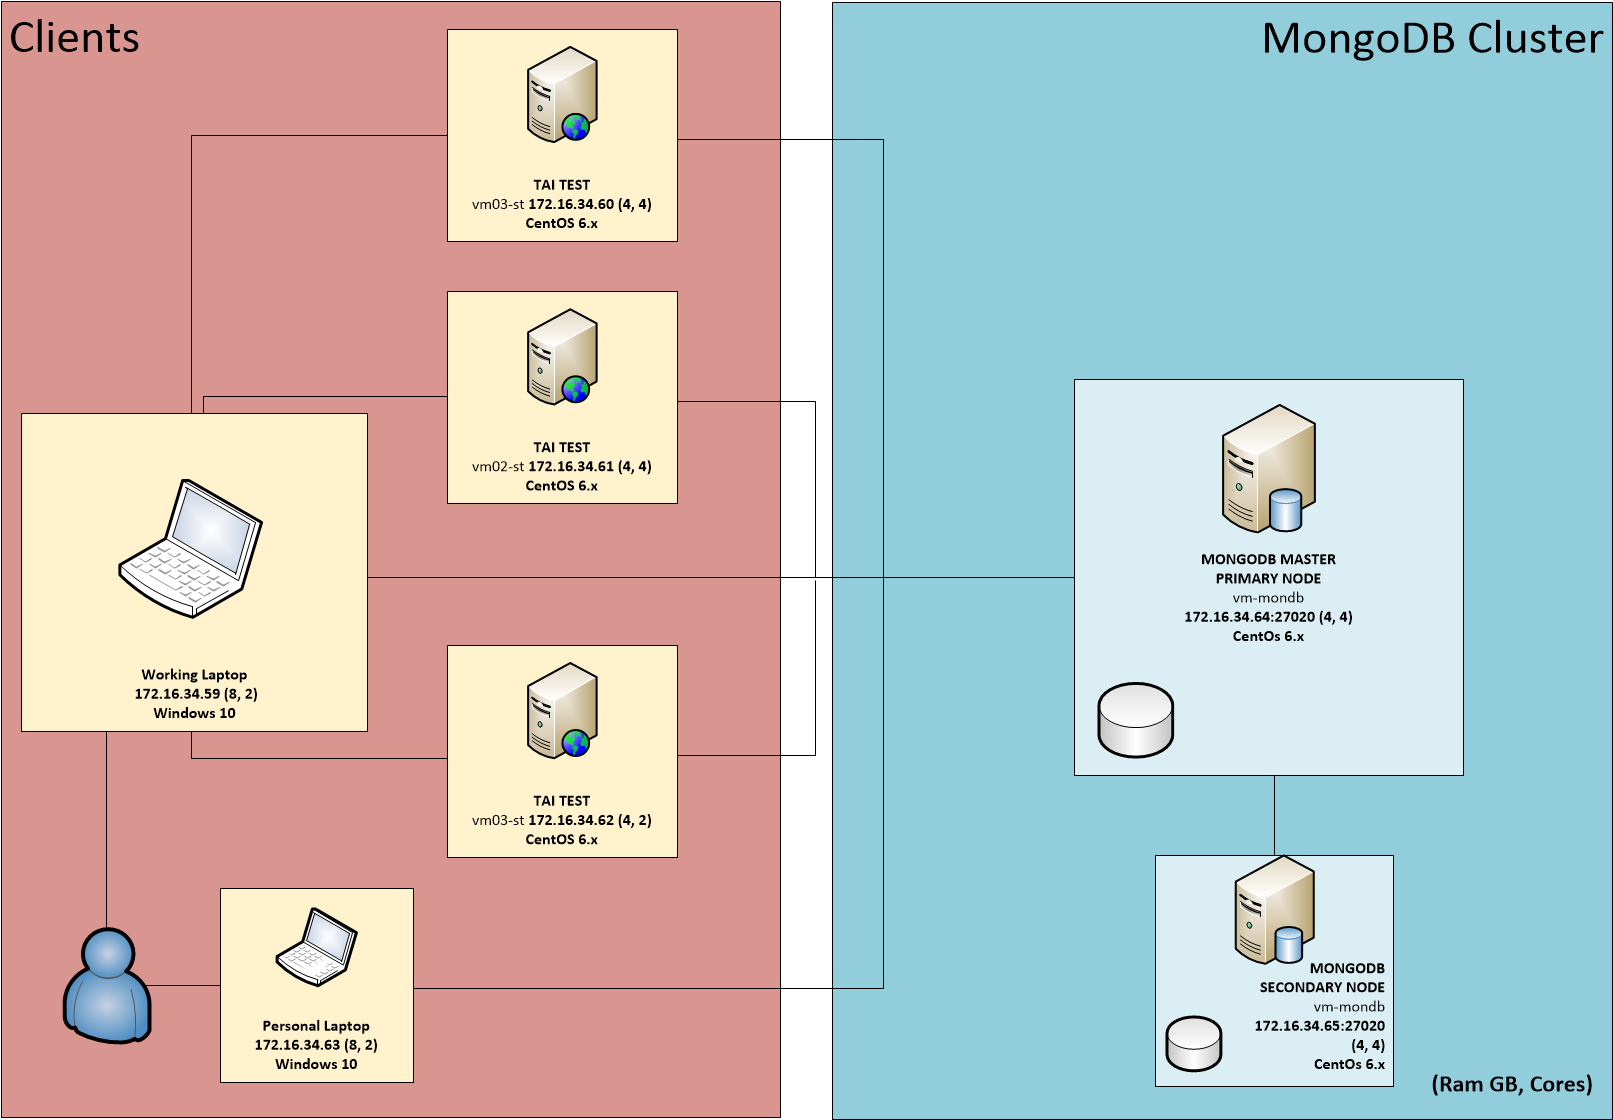 Clients
MongoDB Cluster
TAI TEST
vm03-st 172.16.34.60 (4, 4)
CentOS 6.x
TAI TEST
vm02-st 172.16.34.61 (4, 4)
CentOS 6.x
Working Laptop
172.16.34.59 (8, 2)
Windows 10
MONGODB MASTER
PRIMARY NODE
vm-mondb
172.16.34.64:27020 (4, 4)
CentOs 6.x
TAI TEST
vm03-st 172.16.34.62 (4, 2)
CentOS 6.x
Personal Laptop
172.16.34.63 (8, 2)
Windows 10
MONGODB
SECONDARY NODE
vm-mondb
172.16.34.65:27020
(4, 4)
CentOs 6.x
(Ram GB, Cores)